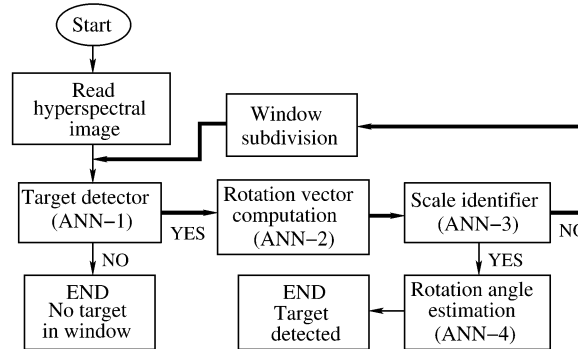 Start
Read
hyperspectral
image
Window
subdivision
Target detector
(ANN−1)
YES
Rotation vector
computation
(ANN−2)
Scale identifier
(ANN−3)
NO
NO
YES
END
No target
in window
END
Target
detected
Rotation angle
estimation
(ANN−4)